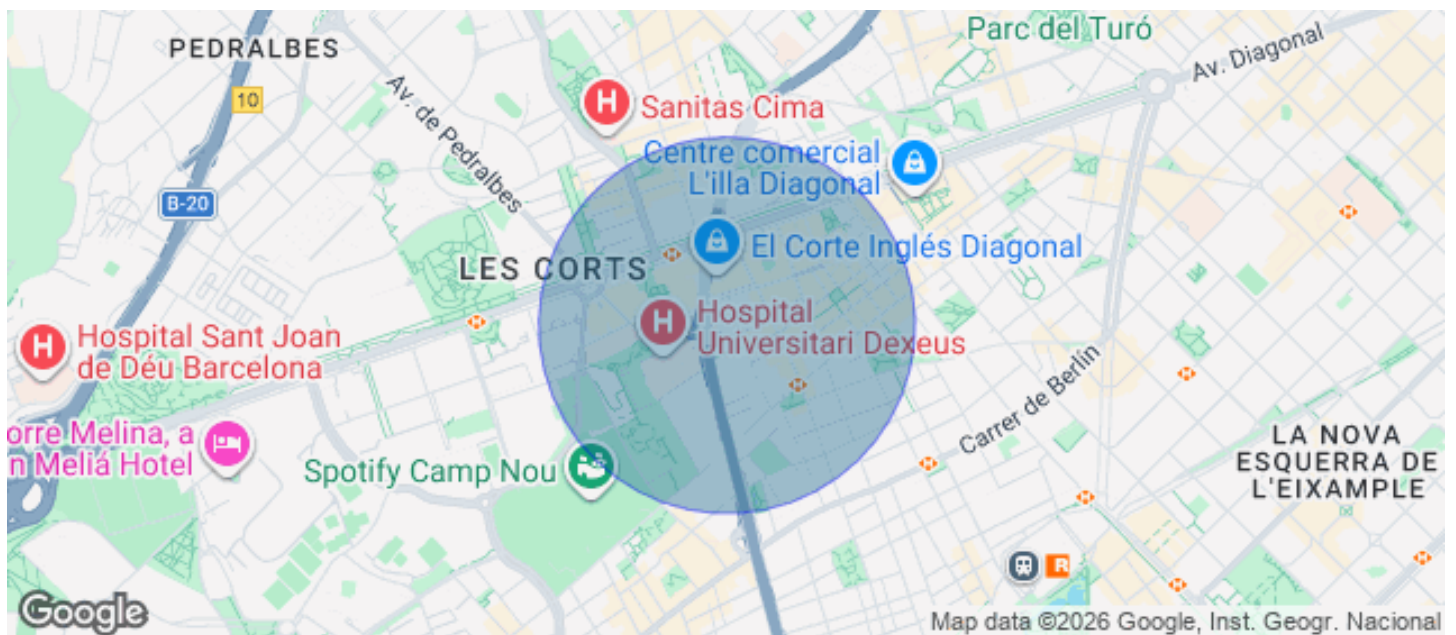 Parc del Turó
PEDRALBES
Av. Diagonal
10
Av. de Pedralbes
H
Sanitas Cima
Centre comercial
L'illa Diagonal
B-20
El Corte Inglés Diagonal
LES CORTS
H
Hospital
Universitari Dexeus
H
Hospital Sant Joan
de Déu Barcelona
Carrer de Berlín
orre Melina, a
n Meliá Hotel
Spotify Camp Nou
LA NOVA
ESQUERRA DE
L'EIXAMPLE
R
Google
Map data ©2026 Google, Inst. Geogr. Nacional